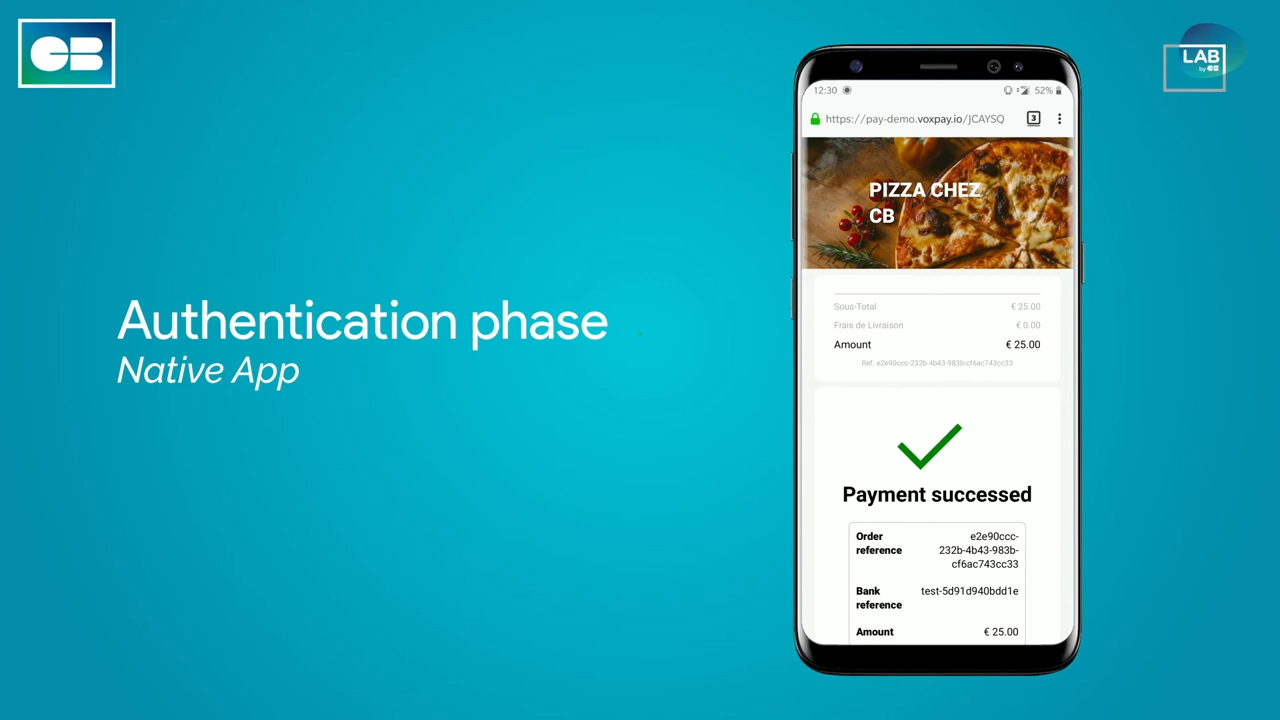 CB
LAB
by CB
12:30
52%
https://pay-demo.voxpay.io/JCAYSQ
3
PIZZA CHEZ
CB
Sous-Total € 25.00
Frais de Livraison € 0.00
Amount € 25.00
Ref. e2e90ccc-232b-4b43-983b-cf6ac743cc33
Authentication phase
Native App
Payment successed
Order e2e90ccc-
reference 232b-4b43-983b-
cf6ac743cc33
Bank test-5d91d940bdd1e
reference
Amount € 25.00